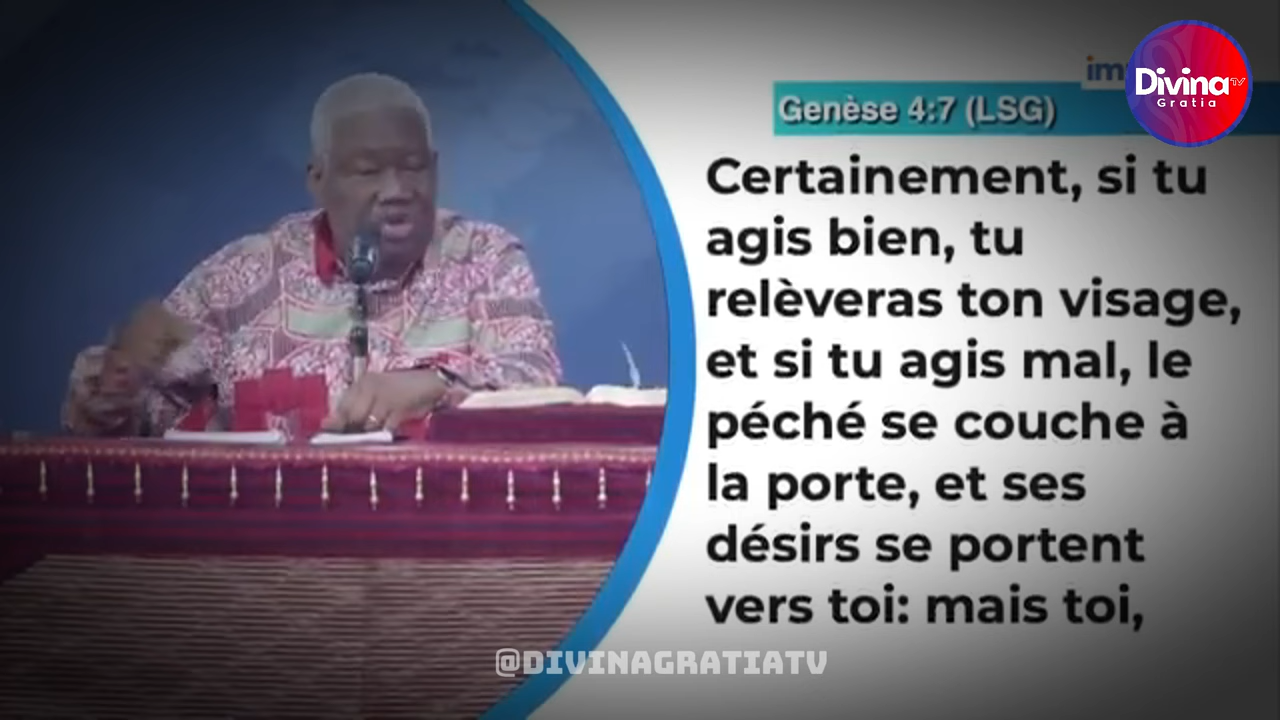 Divina TV
Gratia
Genèse 4:7 (LSG)
Certainement, si tu
agis bien, tu
relèveras ton visage,
et si tu agis mal, le
péché se couche à
la porte, et ses
désirs se portent
vers toi: mais toi,
@DIVINAGRATIATV